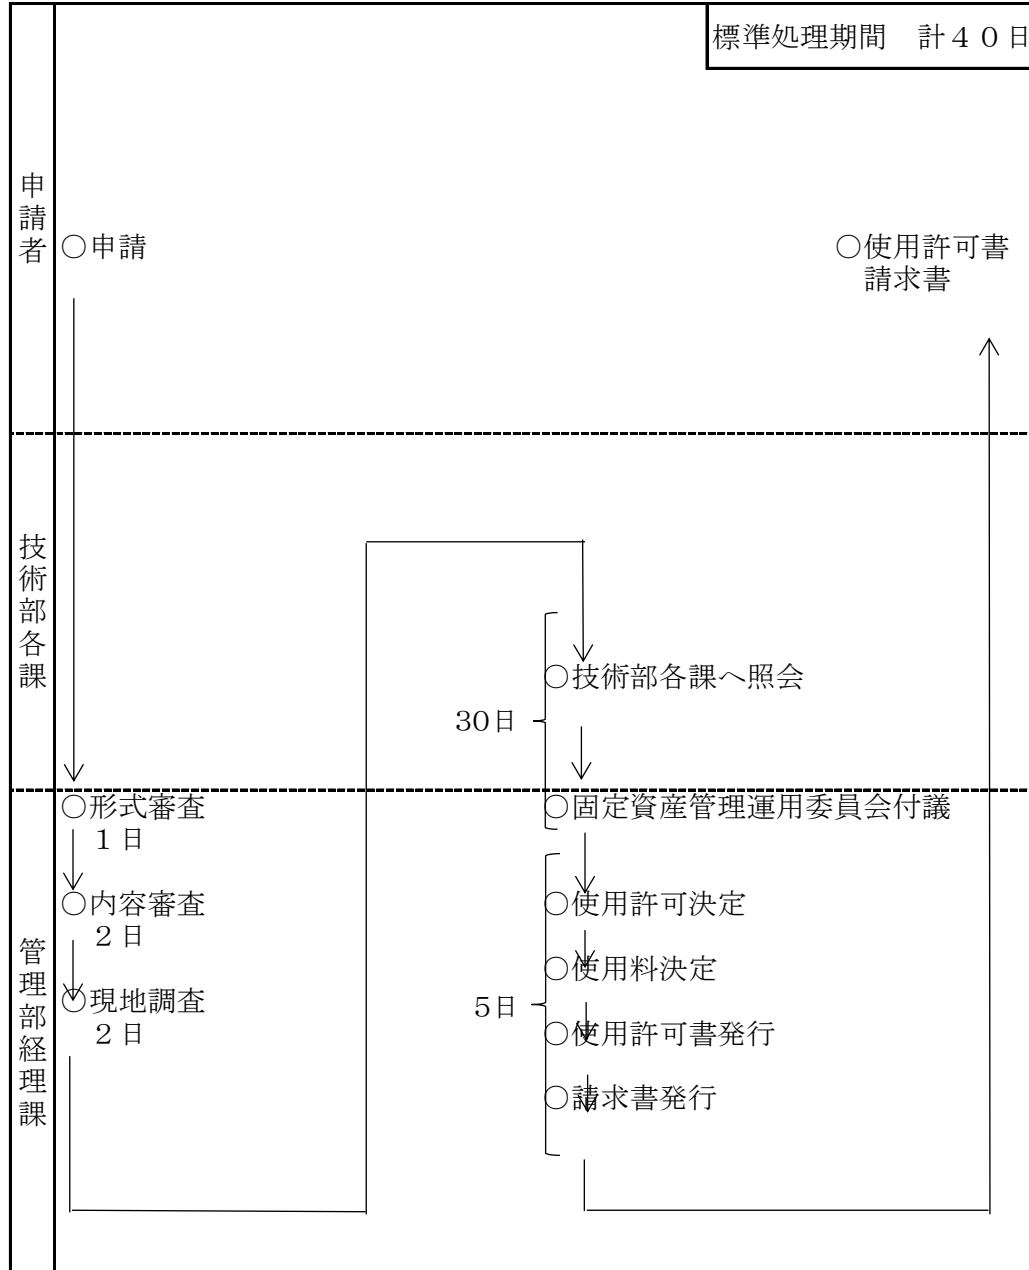 標準処理期間　計４０日
申請者
○申請
○使用許可書
請求書
技術部各課
○技術部各課へ照会
30日
○固定資産管理運用委員会付議
管理部経理課
○形式審査
１日
○内容審査
２日
○現地調査
２日
○使用許可決定
○使用料決定
5日
○使用許可書発行
○請求書発行